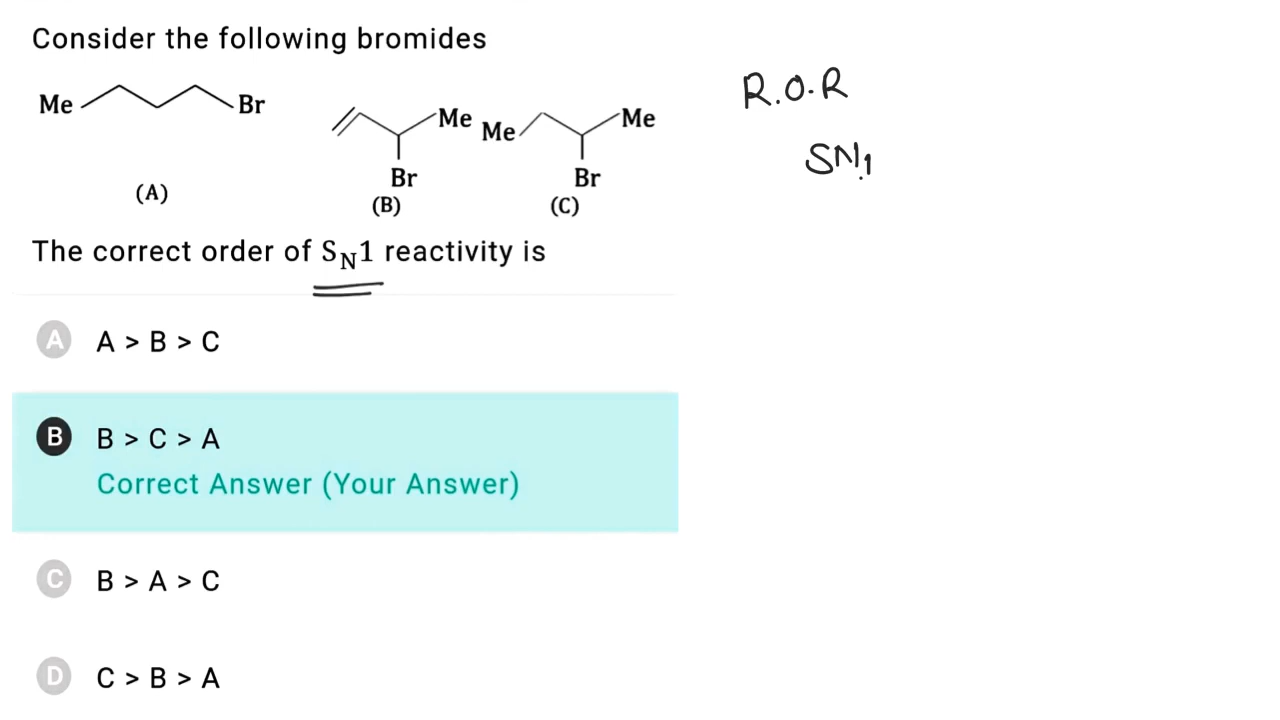 Consider the following bromides
Me Br
(A)
Me
Br
(B)
Me Me
Br
(C)
The correct order of S_N1 reactivity is
A A > B > C
B B > C > A
Correct Answer (Your Answer)
C B > A > C
D C > B > A
R.O.R
SN1